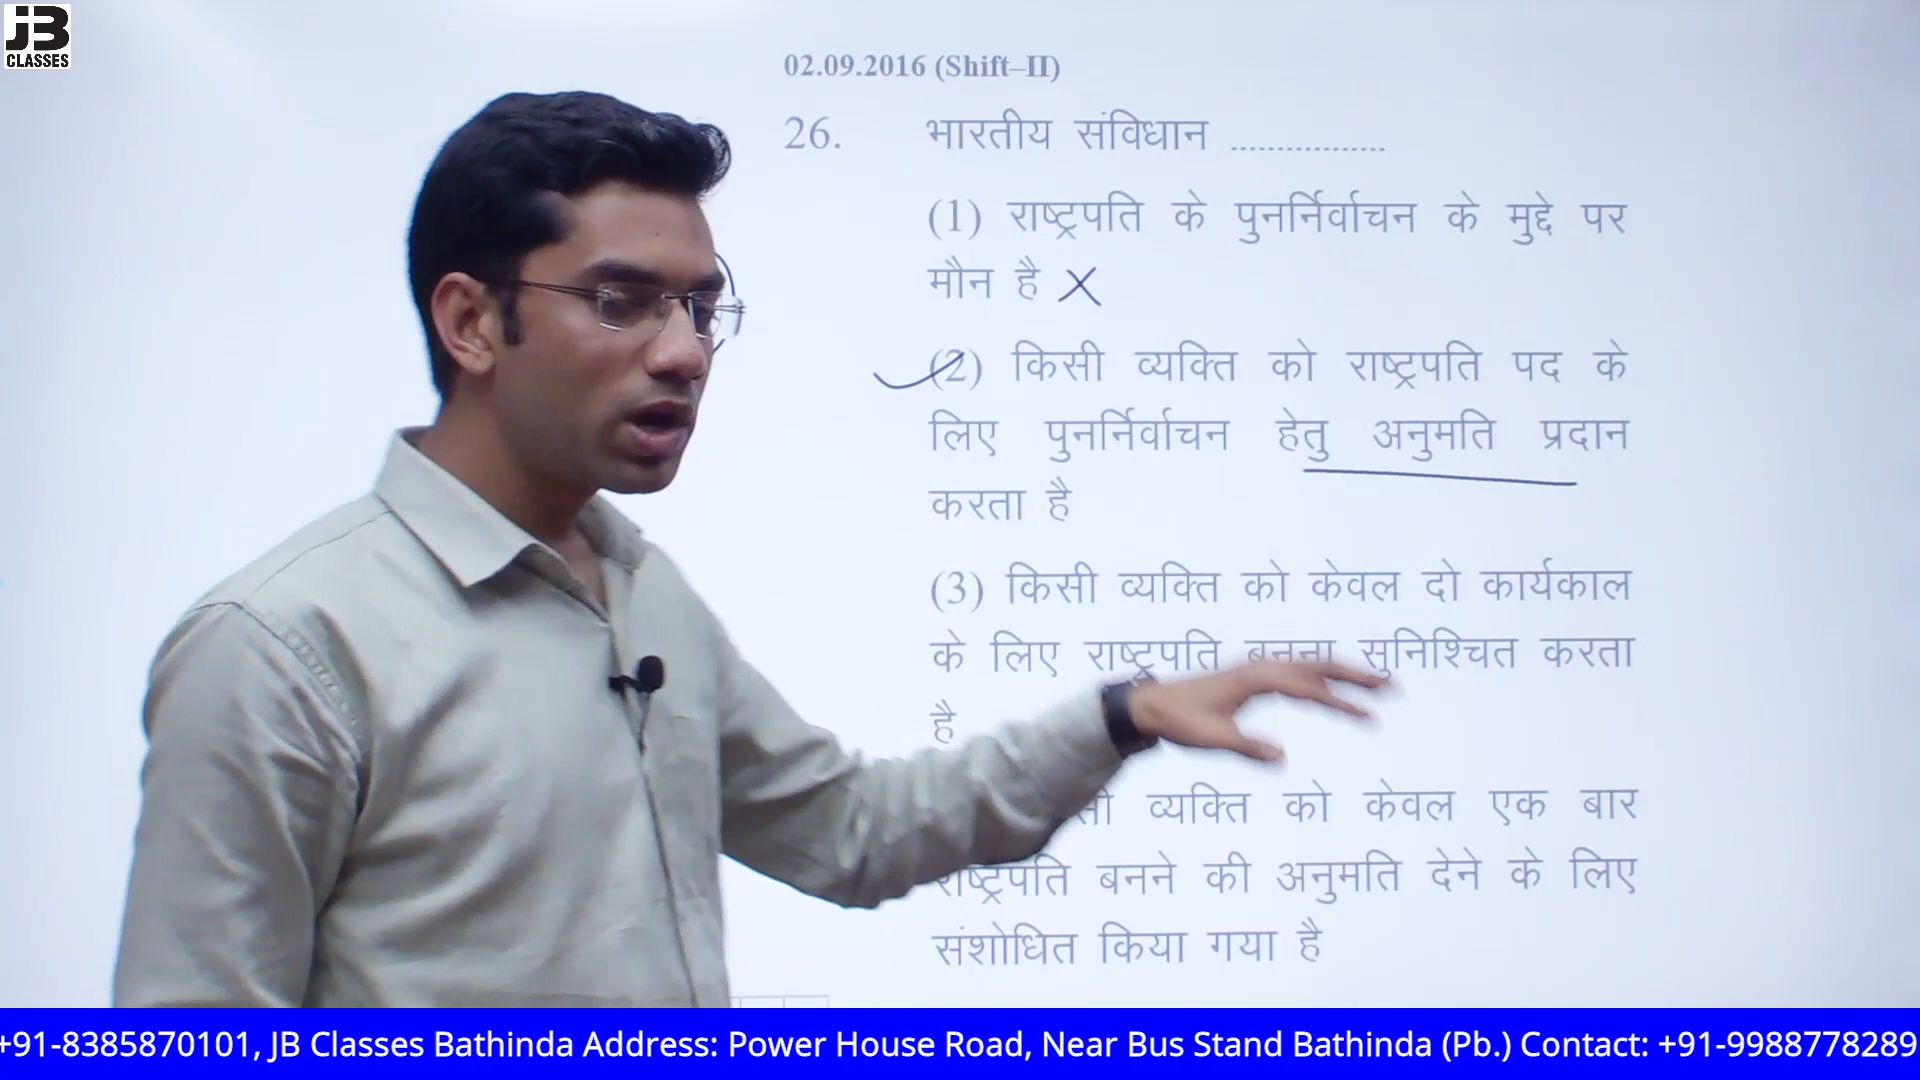 JB
CLASSES
02.09.2016 (Shift–II)
26. भारतीय संविधान .................
(1) राष्ट्रपति के पुनर्निर्वाचन के मुद्दे पर
मौन है
(2) किसी व्यक्ति को राष्ट्रपति पद के
लिए पुनर्निर्वाचन हेतु अनुमति प्रदान
करता है
(3) किसी व्यक्ति को केवल दो कार्यकाल
के लिए राष्ट्रपति बनना सुनिश्चित करता
है
व्यक्ति को केवल एक बार
राष्ट्रपति बनने की अनुमति देने के लिए
संशोधित किया गया है
+91-8385870101, JB Classes Bathinda Address: Power House Road, Near Bus Stand Bathinda (Pb.) Contact: +91-9988778289